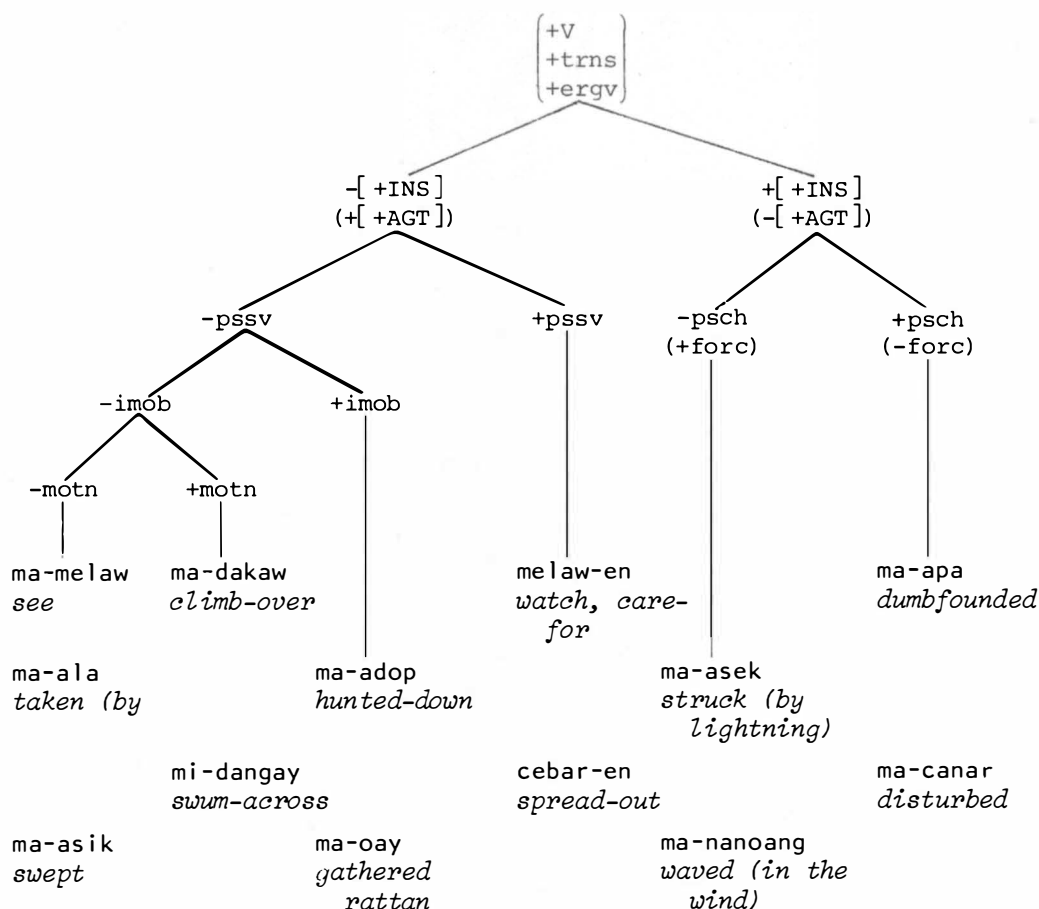 +V
+trns
+ergv
-[ +INS] +[ +INS]
(+[ +AGT]) (-[ +AGT])
-pssv +pssv -psch +psch
(+forc) (-forc)
-imob +imob
-motn +motn
ma-melaw ma-dakaw melaw-en ma-apa
see climb-over watch, care- dumbfounded
for
ma-ala ma-adop ma-asek
taken (by hunted-down struck (by
lightning)
mi-dangay cebar-en ma-canar
swum-across spread-out disturbed
ma-asik ma-oay ma-nanoang
swept gathered waved (in the
rattan wind)